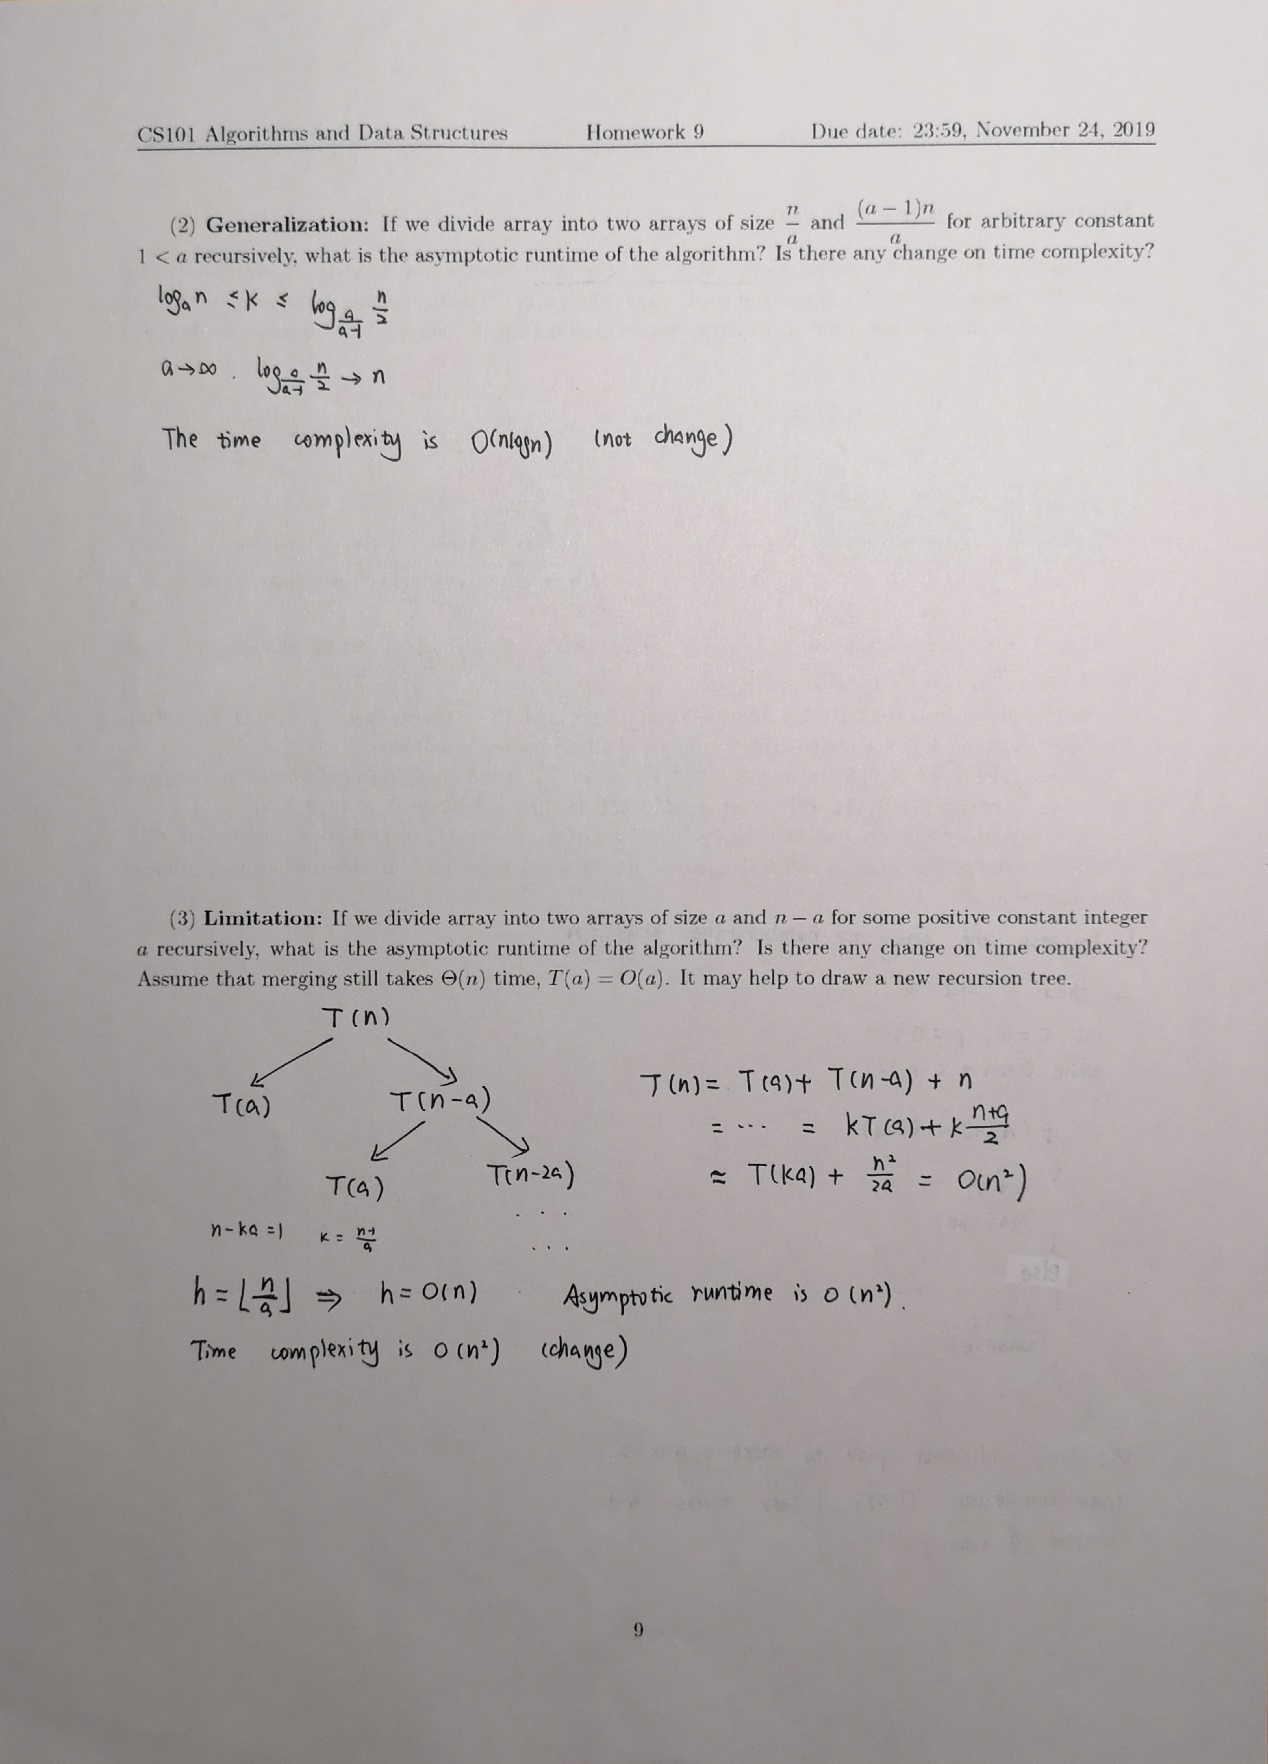 CS101 Algorithms and Data Structures Homework 9 Due date: 23:59, November 24, 2019
(2) Generalization: If we divide array into two arrays of size n/a and (a − 1)n/a for arbitrary constant
1 < a recursively, what is the asymptotic runtime of the algorithm? Is there any change on time complexity?
log_a n ≤ k ≤ log_{a/(a-1)} n/2
a→∞. log_{a/(a-1)} n/2 → n
The time complexity is O(nlogn) (not change)
(3) Limitation: If we divide array into two arrays of size a and n − a for some positive constant integer
a recursively, what is the asymptotic runtime of the algorithm? Is there any change on time complexity?
Assume that merging still takes Θ(n) time, T(a) = O(a). It may help to draw a new recursion tree.
T(n)
T(a) T(n-a)
T(a) T(n-2a)
. . .
. . .
n-ka=1 k = (n-1)/a
T(n) = T(a) + T(n-a) + n
= ... = kT(a) + k (n+a)/2
≈ T(ka) + n²/2a = O(n²)
h = ⌊n/a⌋ ⇒ h = O(n) Asymptotic runtime is O(n²).
Time complexity is O(n²) (change)
9